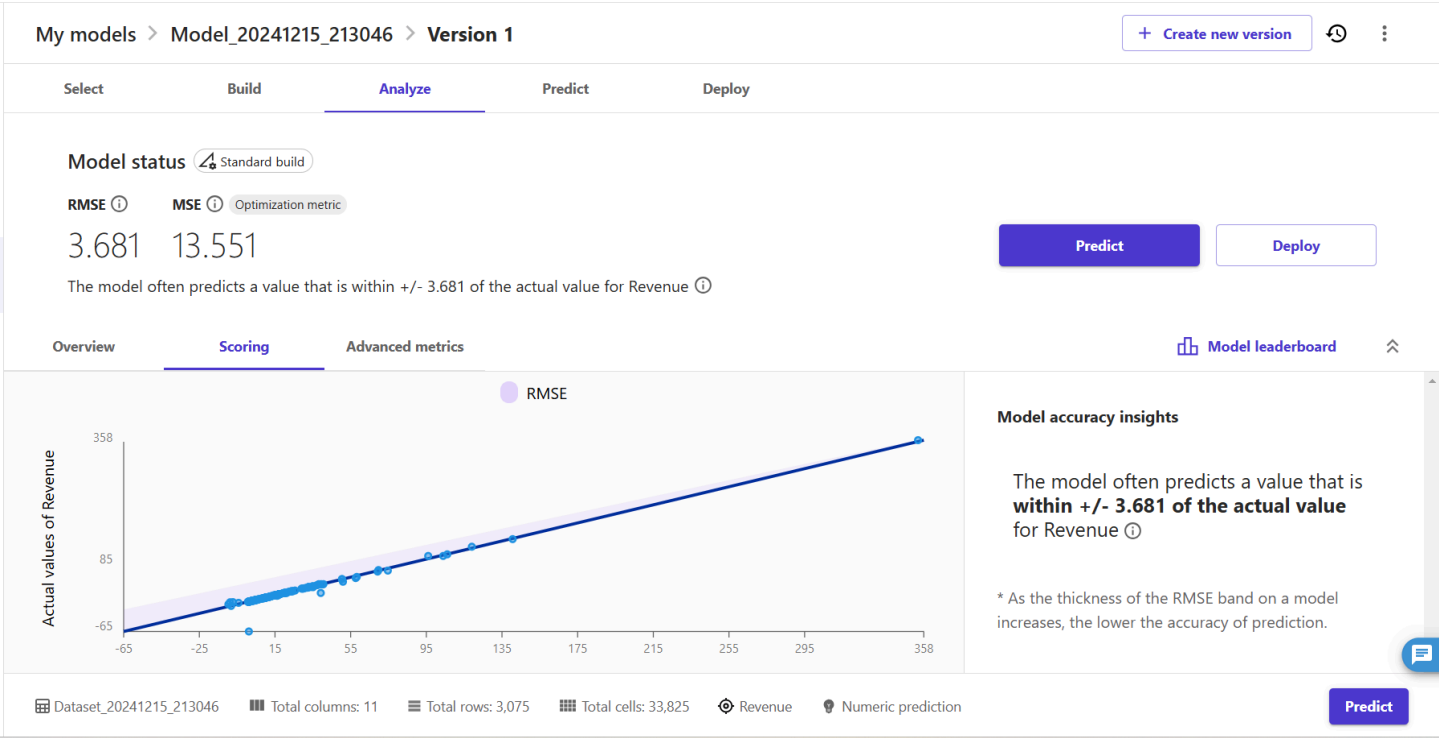 My models > Model_20241215_213046 > Version 1
+ Create new version
Select Build Analyze Predict Deploy
Model status Standard build
RMSE MSE Optimization metric
3.681 13.551
Predict Deploy
The model often predicts a value that is within +/- 3.681 of the actual value for Revenue
Overview Scoring Advanced metrics
Model leaderboard
RMSE
Actual values of Revenue
358
85
-65
-65 -25 15 55 95 135 175 215 255 295 358
Model accuracy insights
The model often predicts a value that is
within +/- 3.681 of the actual value
for Revenue
* As the thickness of the RMSE band on a model
increases, the lower the accuracy of prediction.
Dataset_20241215_213046 Total columns: 11 Total rows: 3,075 Total cells: 33,825 Revenue Numeric prediction
Predict